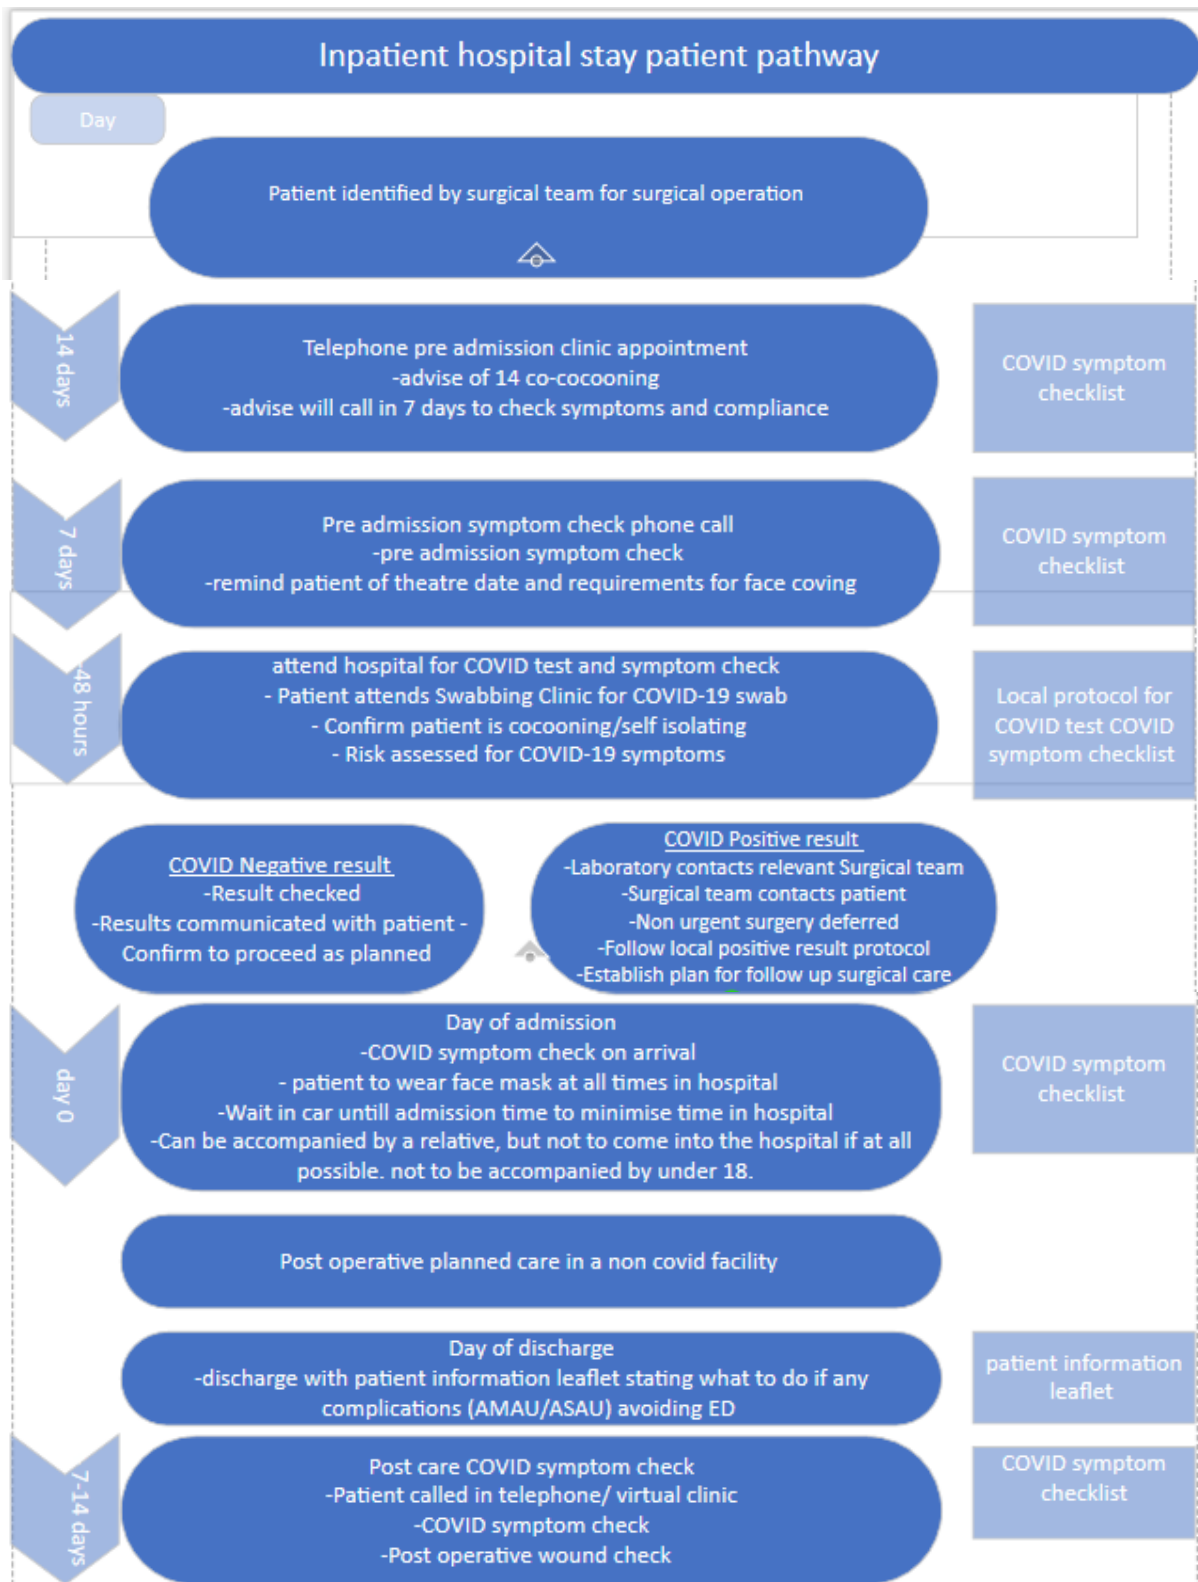 Inpatient hospital stay patient pathway
Day
Patient identified by surgical team for surgical operation
14 days
Telephone pre admission clinic appointment
-advise of 14 co-cocooning
-advise will call in 7 days to check symptoms and compliance
COVID symptom
checklist
7 days
Pre admission symptom check phone call
-pre admission symptom check
-remind patient of theatre date and requirements for face coving
COVID symptom
checklist
-48 hours
attend hospital for COVID test and symptom check
- Patient attends Swabbing Clinic for COVID-19 swab
- Confirm patient is cocooning/self isolating
- Risk assessed for COVID-19 symptoms
Local protocol for
COVID test COVID
symptom checklist
COVID Negative result
-Result checked
-Results communicated with patient -
Confirm to proceed as planned
COVID Positive result
-Laboratory contacts relevant Surgical team
-Surgical team contacts patient
-Non urgent surgery deferred
-Follow local positive result protocol
-Establish plan for follow up surgical care
day 0
Day of admission
-COVID symptom check on arrival
- patient to wear face mask at all times in hospital
-Wait in car untill admission time to minimise time in hospital
-Can be accompanied by a relative, but not to come into the hospital if at all
possible. not to be accompanied by under 18.
COVID symptom
checklist
Post operative planned care in a non covid facility
Day of discharge
-discharge with patient information leaflet stating what to do if any
complications (AMAU/ASAU) avoiding ED
patient information
leaflet
7-14 days
Post care COVID symptom check
-Patient called in telephone/ virtual clinic
-COVID symptom check
-Post operative wound check
COVID symptom
checklist